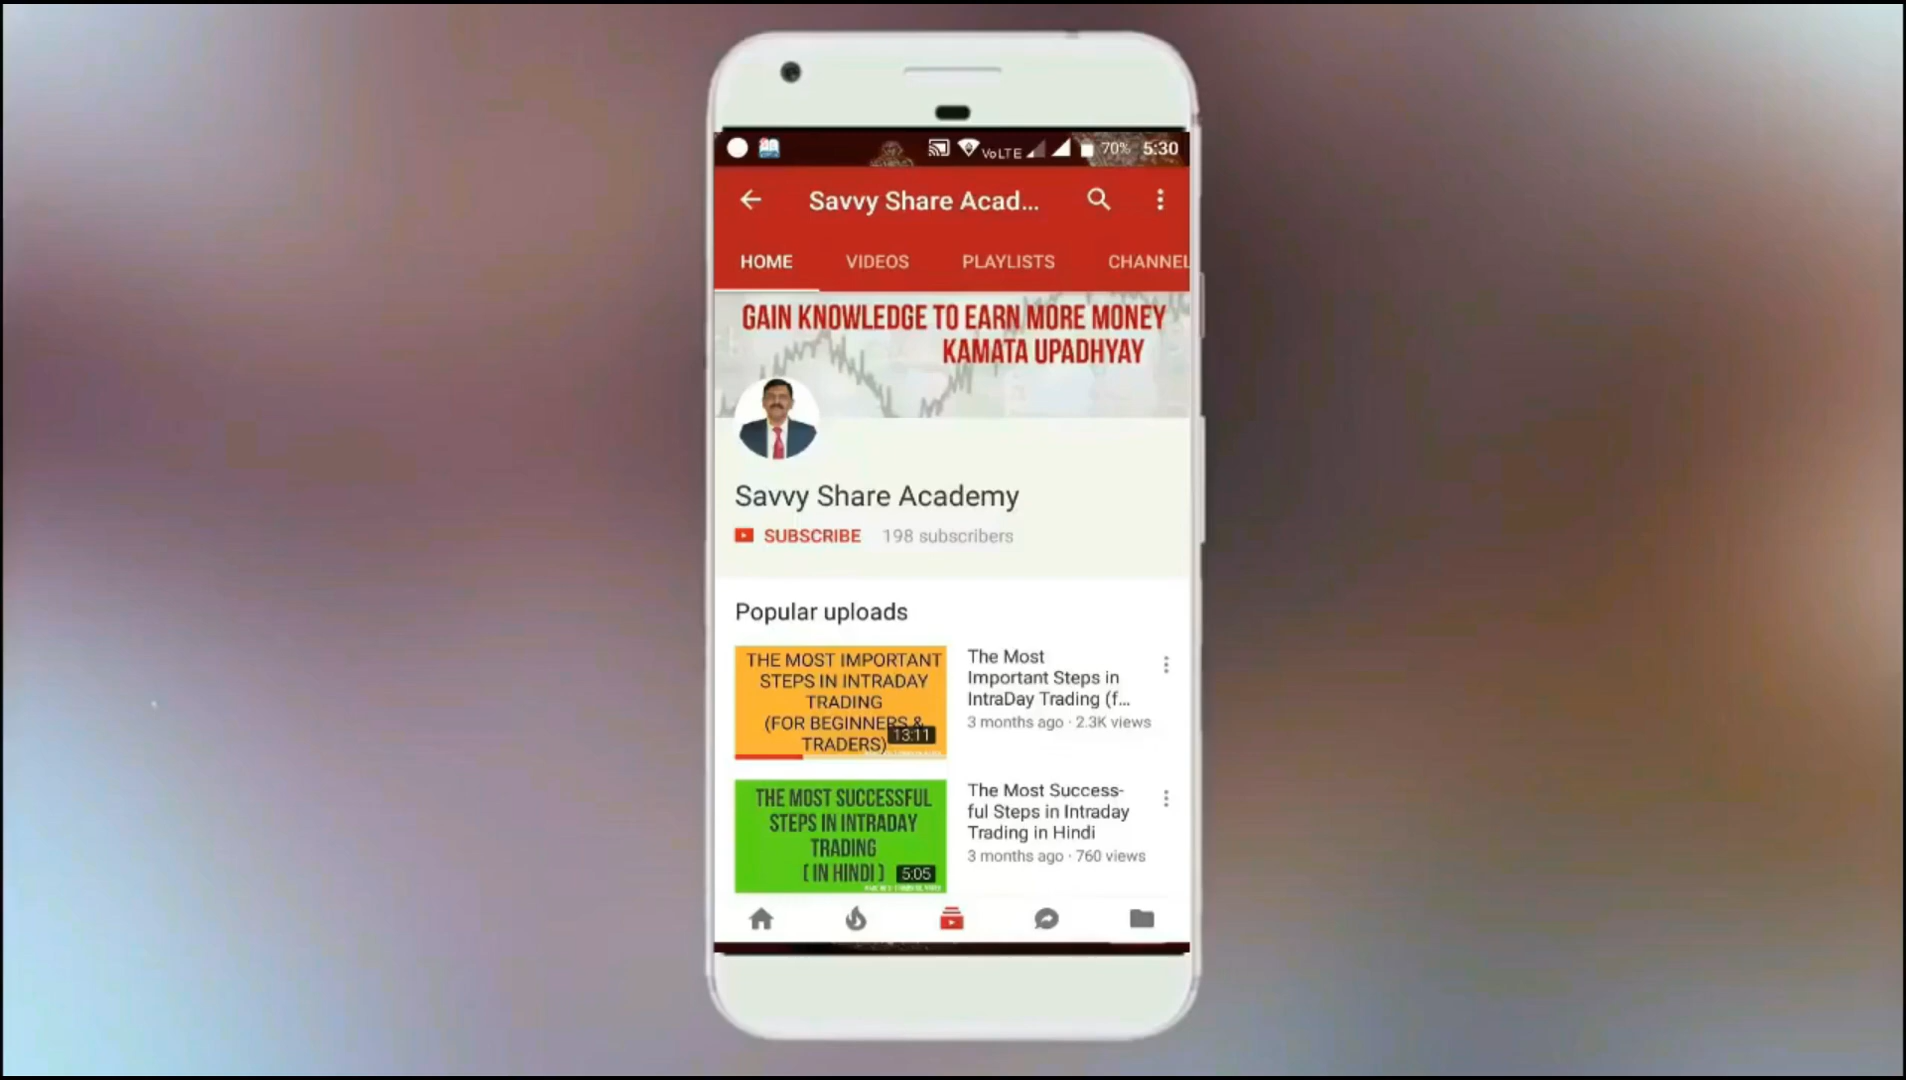 VoLTE 70% 5:30
Savvy Share Acad...
HOME VIDEOS PLAYLISTS CHANNEL
GAIN KNOWLEDGE TO EARN MORE MONEY
KAMATA UPADHYAY
Savvy Share Academy
SUBSCRIBE 198 subscribers
Popular uploads
THE MOST IMPORTANT
STEPS IN INTRADAY
TRADING
(FOR BEGINNERS &
TRADERS)
13:11
The Most
Important Steps in
IntraDay Trading (f...
3 months ago · 2.3K views
THE MOST SUCCESSFUL
STEPS IN INTRADAY
TRADING
( IN HINDI )
5:05
The Most Success-
ful Steps in Intraday
Trading in Hindi
3 months ago · 760 views